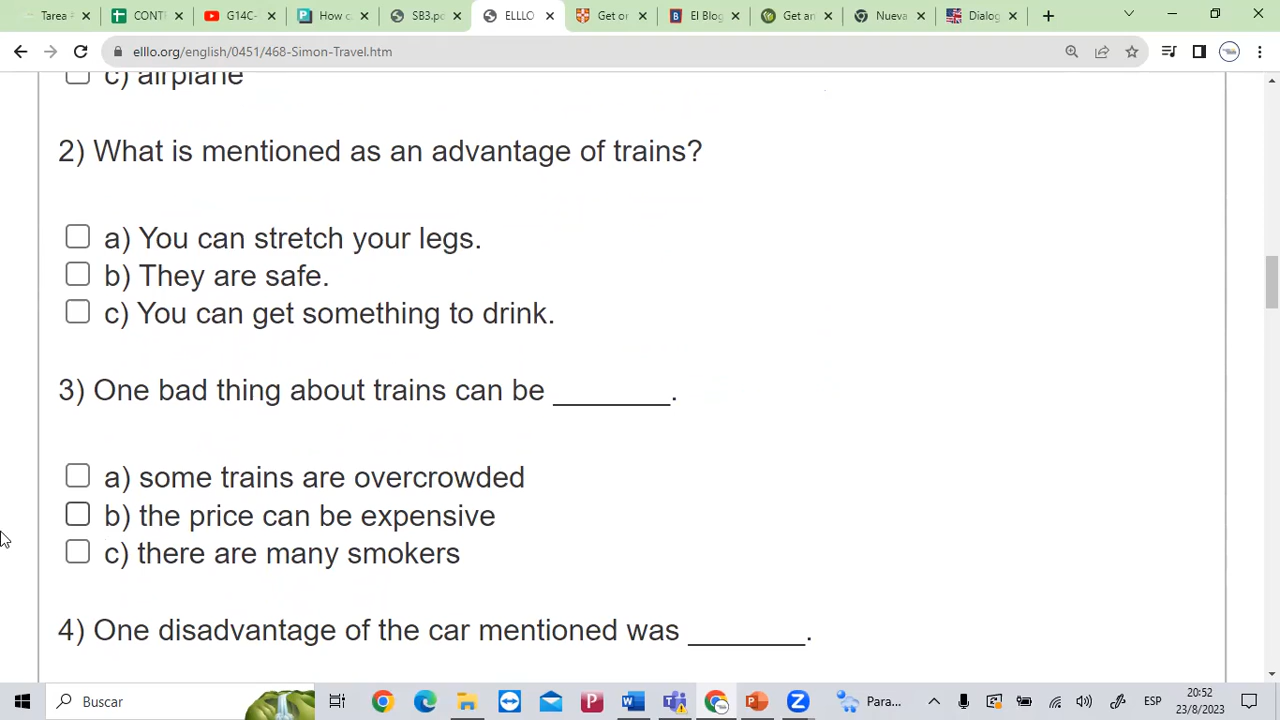 Tarea
CONTI
G14C-
How c
SB3.pc
ELLLO
Get or
El Blog
Get ar
Nueva
Dialog
elllo.org/english/0451/468-Simon-Travel.htm
c) airplane
2) What is mentioned as an advantage of trains?
a) You can stretch your legs.
b) They are safe.
c) You can get something to drink.
3) One bad thing about trains can be _______.
a) some trains are overcrowded
b) the price can be expensive
c) there are many smokers
4) One disadvantage of the car mentioned was _______.
Buscar
Para...
ESP
20:52
23/8/2023